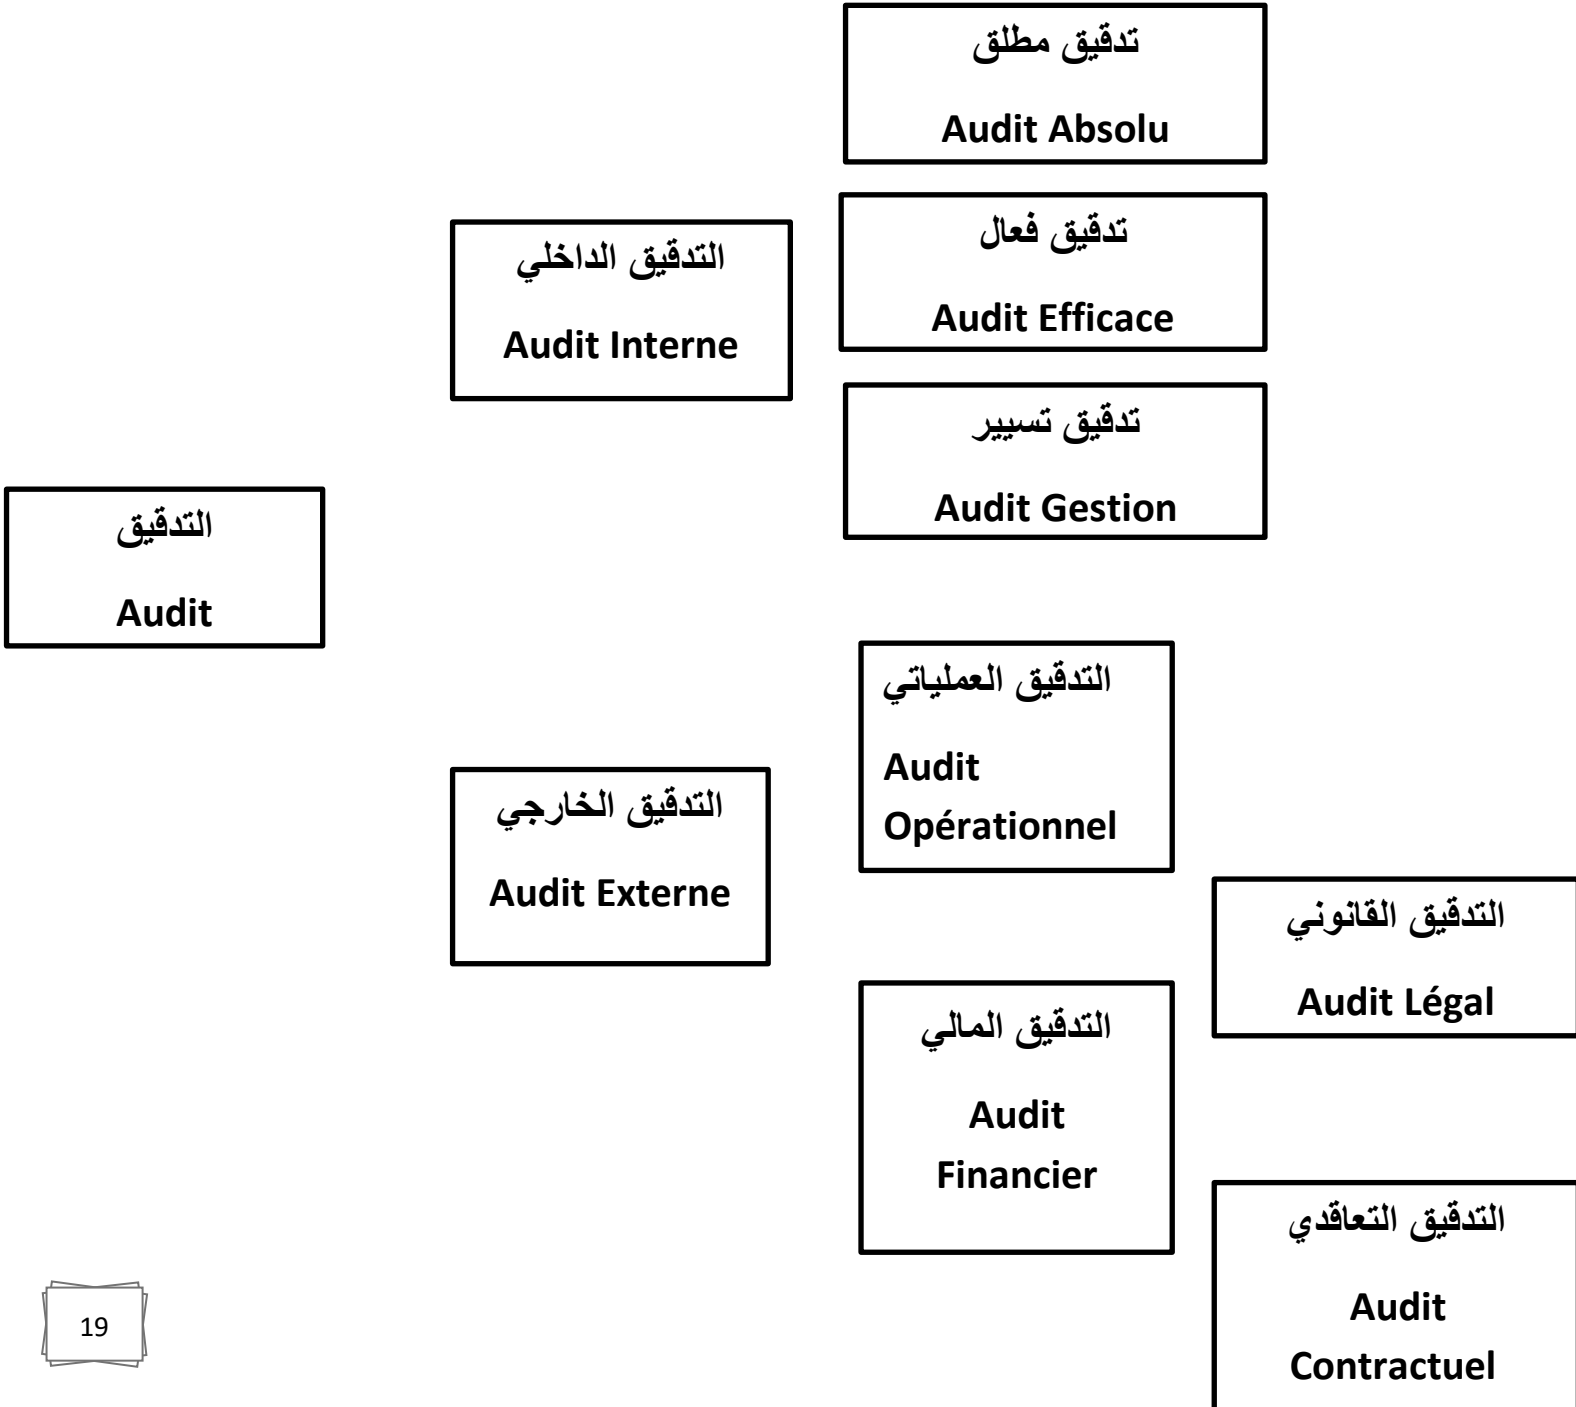 تدقيق مطلق
Audit Absolu
تدقيق فعال
Audit Efficace
التدقيق الداخلي
Audit Interne
تدقيق تسيير
Audit Gestion
التدقيق
Audit
التدقيق العملياتي
Audit
Opérationnel
التدقيق الخارجي
Audit Externe
التدقيق القانوني
Audit Légal
التدقيق المالي
Audit
Financier
التدقيق التعاقدي
Audit
Contractuel
19